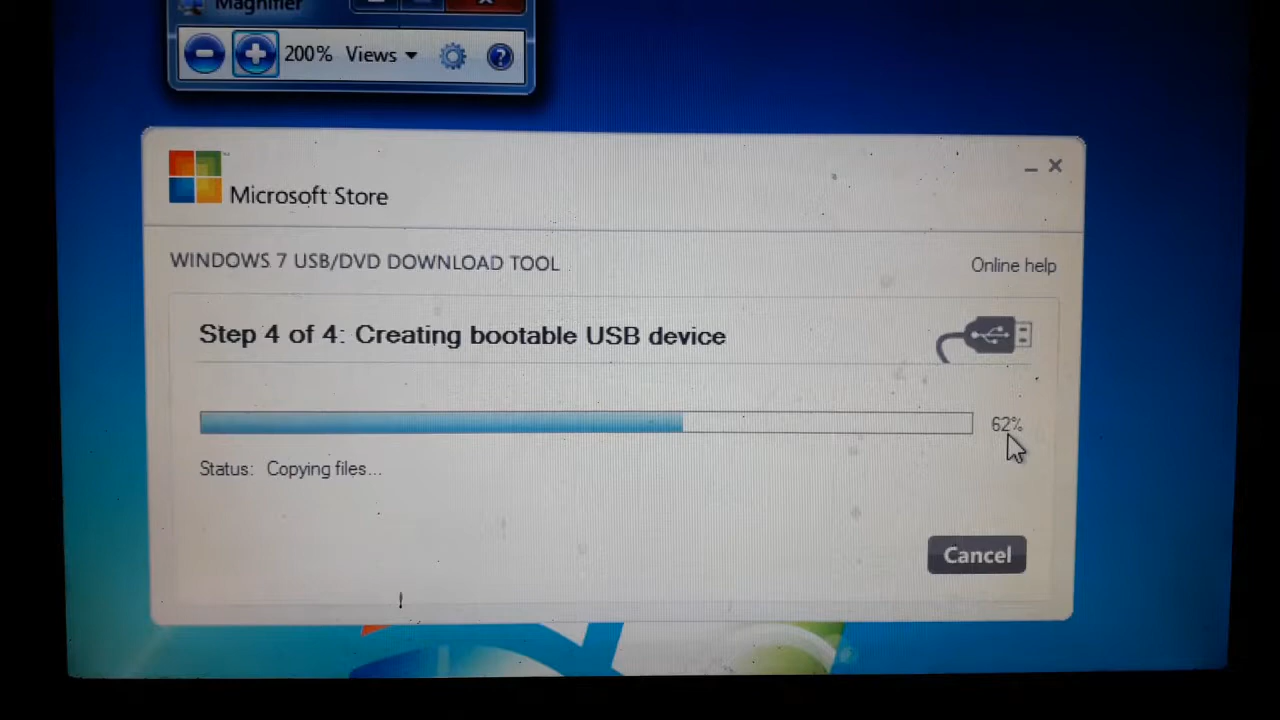 Magnifier
200% Views
Microsoft Store
WINDOWS 7 USB/DVD DOWNLOAD TOOL
Online help
Step 4 of 4: Creating bootable USB device
62%
Status: Copying files...
Cancel